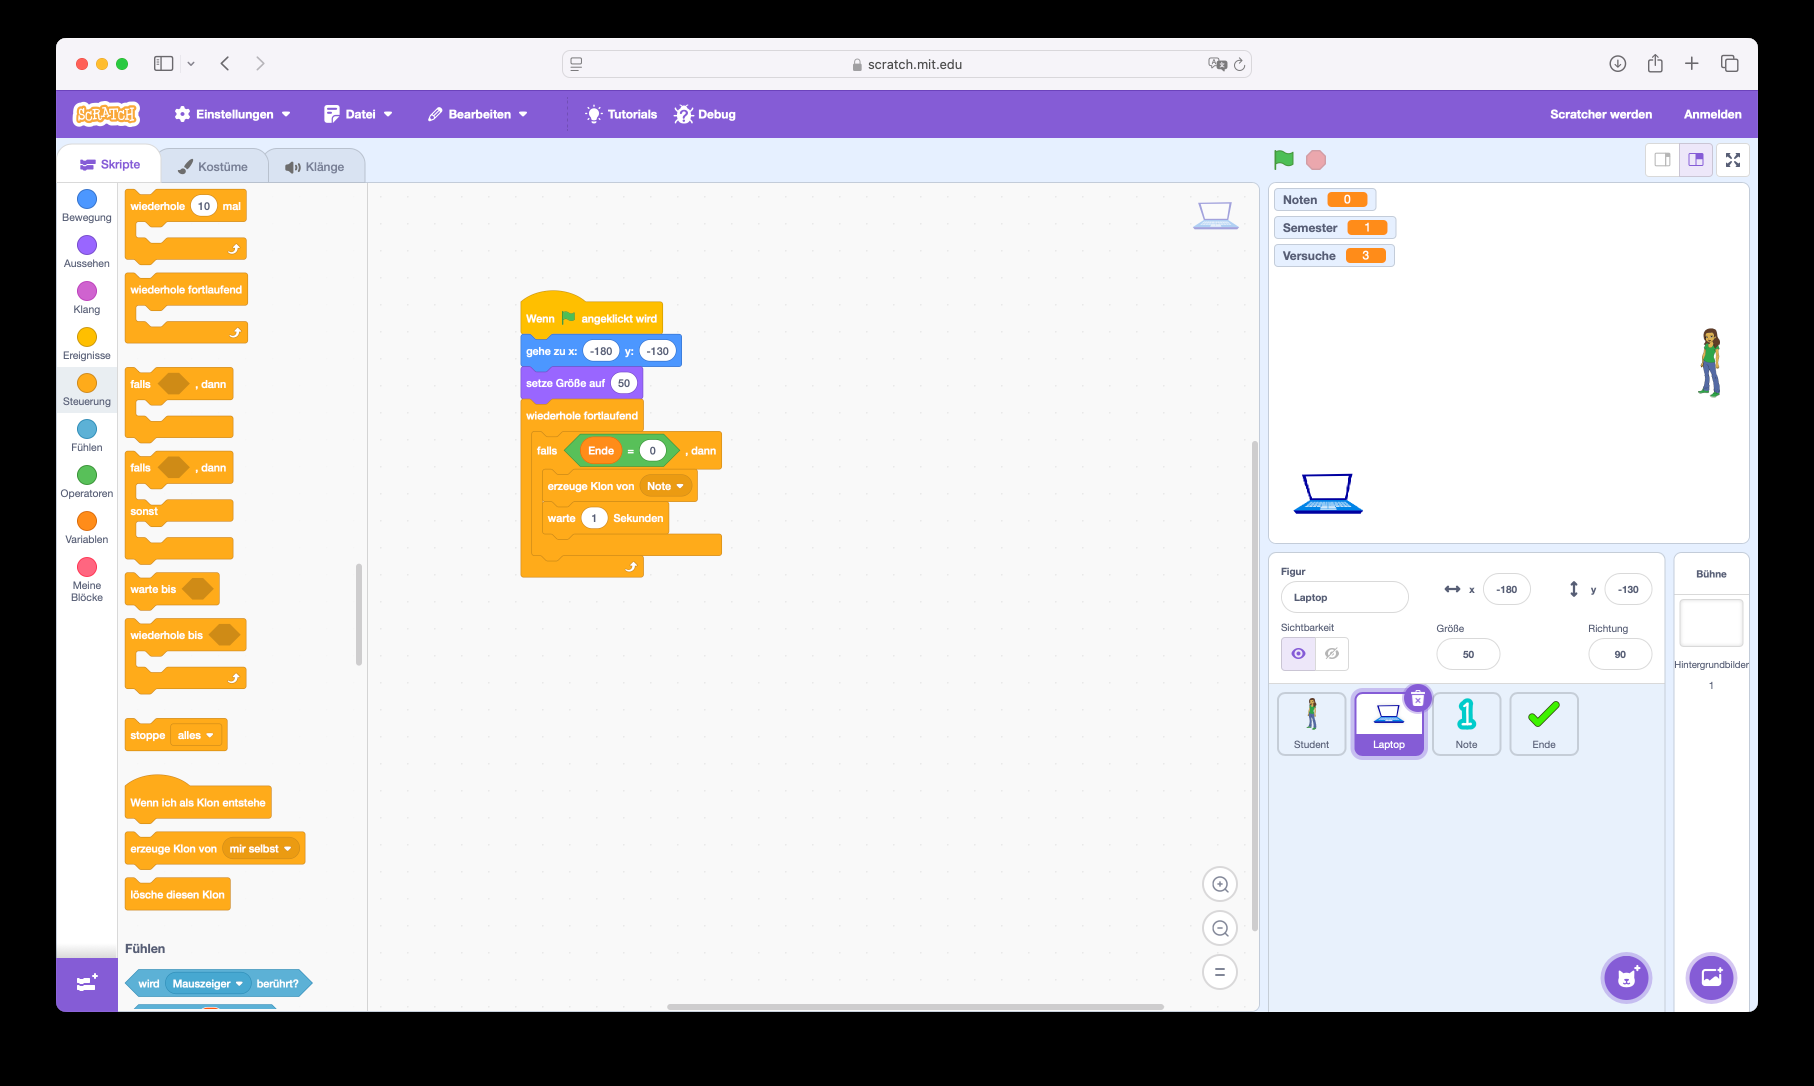 scratch.mit.edu
SCRATCH
Einstellungen
Datei
Bearbeiten
Tutorials
Debug
Scratcher werden
Anmelden
Skripte
Kostüme
Klänge
Bewegung
Aussehen
Klang
Ereignisse
Steuerung
Fühlen
Operatoren
Variablen
Meine
Blöcke
wiederhole 10 mal
wiederhole fortlaufend
falls , dann
falls , dann
sonst
warte bis
wiederhole bis
stoppe alles
Wenn ich als Klon entstehe
erzeuge Klon von mir selbst
lösche diesen Klon
Fühlen
wird Mauszeiger berührt?
Wenn angeklickt wird
gehe zu x: -180 y: -130
setze Größe auf 50
wiederhole fortlaufend
falls Ende = 0 , dann
erzeuge Klon von Note
warte 1 Sekunden
Noten 0
Semester 1
Versuche 3
Figur
Laptop
x -180
y -130
Sichtbarkeit
Größe
50
Richtung
90
Student
Laptop
1
Note
Ende
Bühne
Hintergrundbilder
1